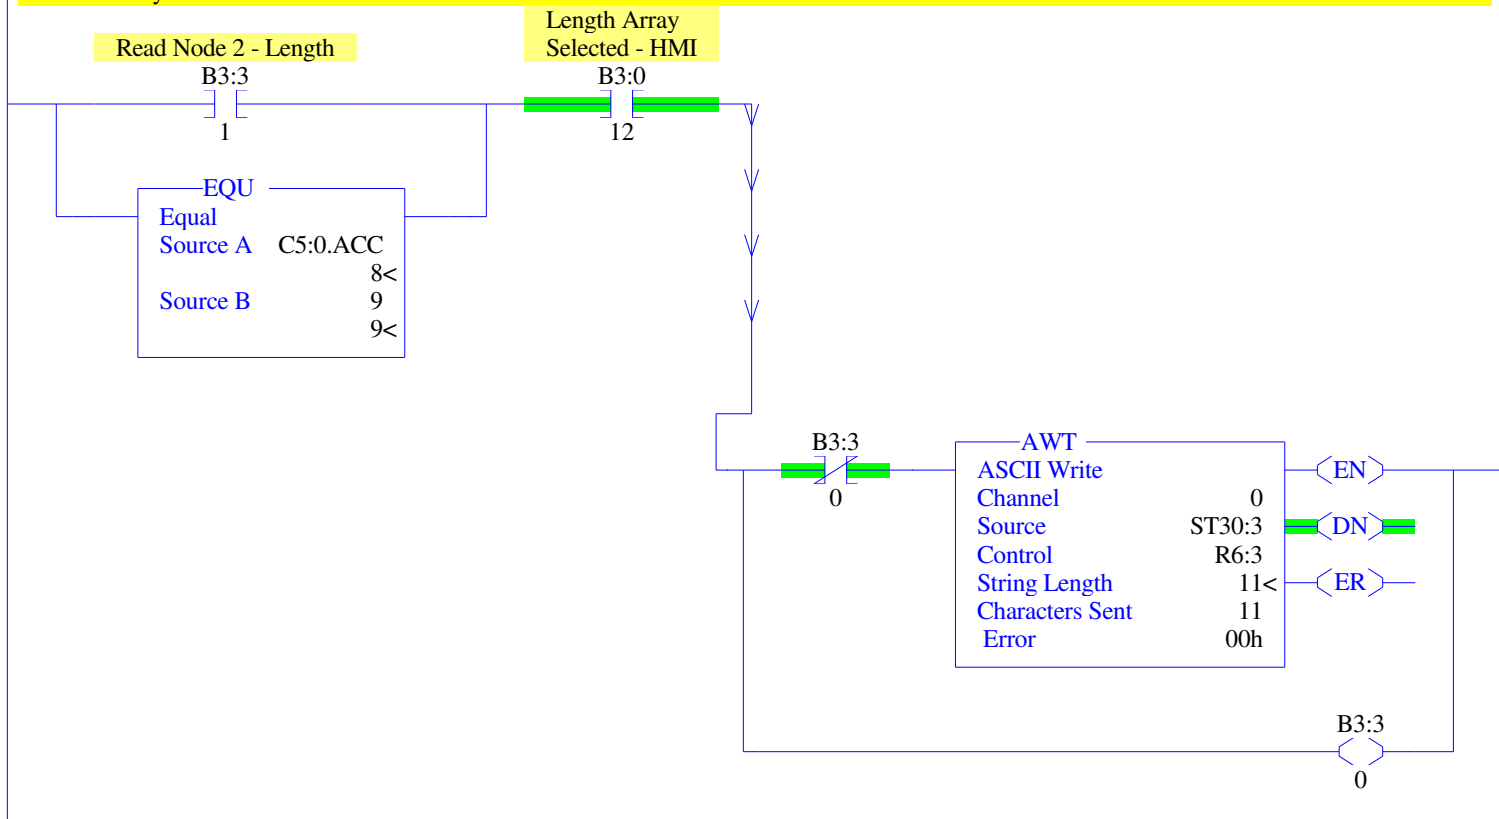 Length Array
Read Node 2 - Length Selected - HMI
B3:3 B3:0
1 12
EQU
Equal
Source A C5:0.ACC
8<
Source B 9
9<
B3:3 AWT
0 ASCII Write EN
Channel 0
Source ST30:3 DN
Control R6:3
String Length 11< ER
Characters Sent 11
Error 00h
B3:3
0